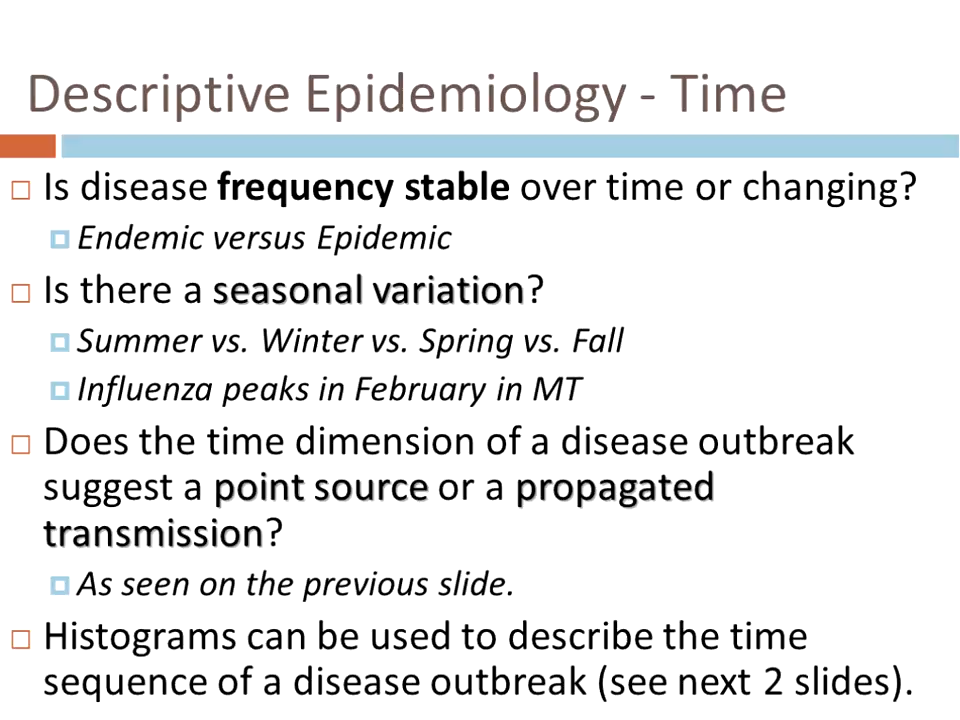 Descriptive Epidemiology - Time
Is disease frequency stable over time or changing?
Endemic versus Epidemic
Is there a seasonal variation?
Summer vs. Winter vs. Spring vs. Fall
Influenza peaks in February in MT
Does the time dimension of a disease outbreak
suggest a point source or a propagated
transmission?
As seen on the previous slide.
Histograms can be used to describe the time
sequence of a disease outbreak (see next 2 slides).